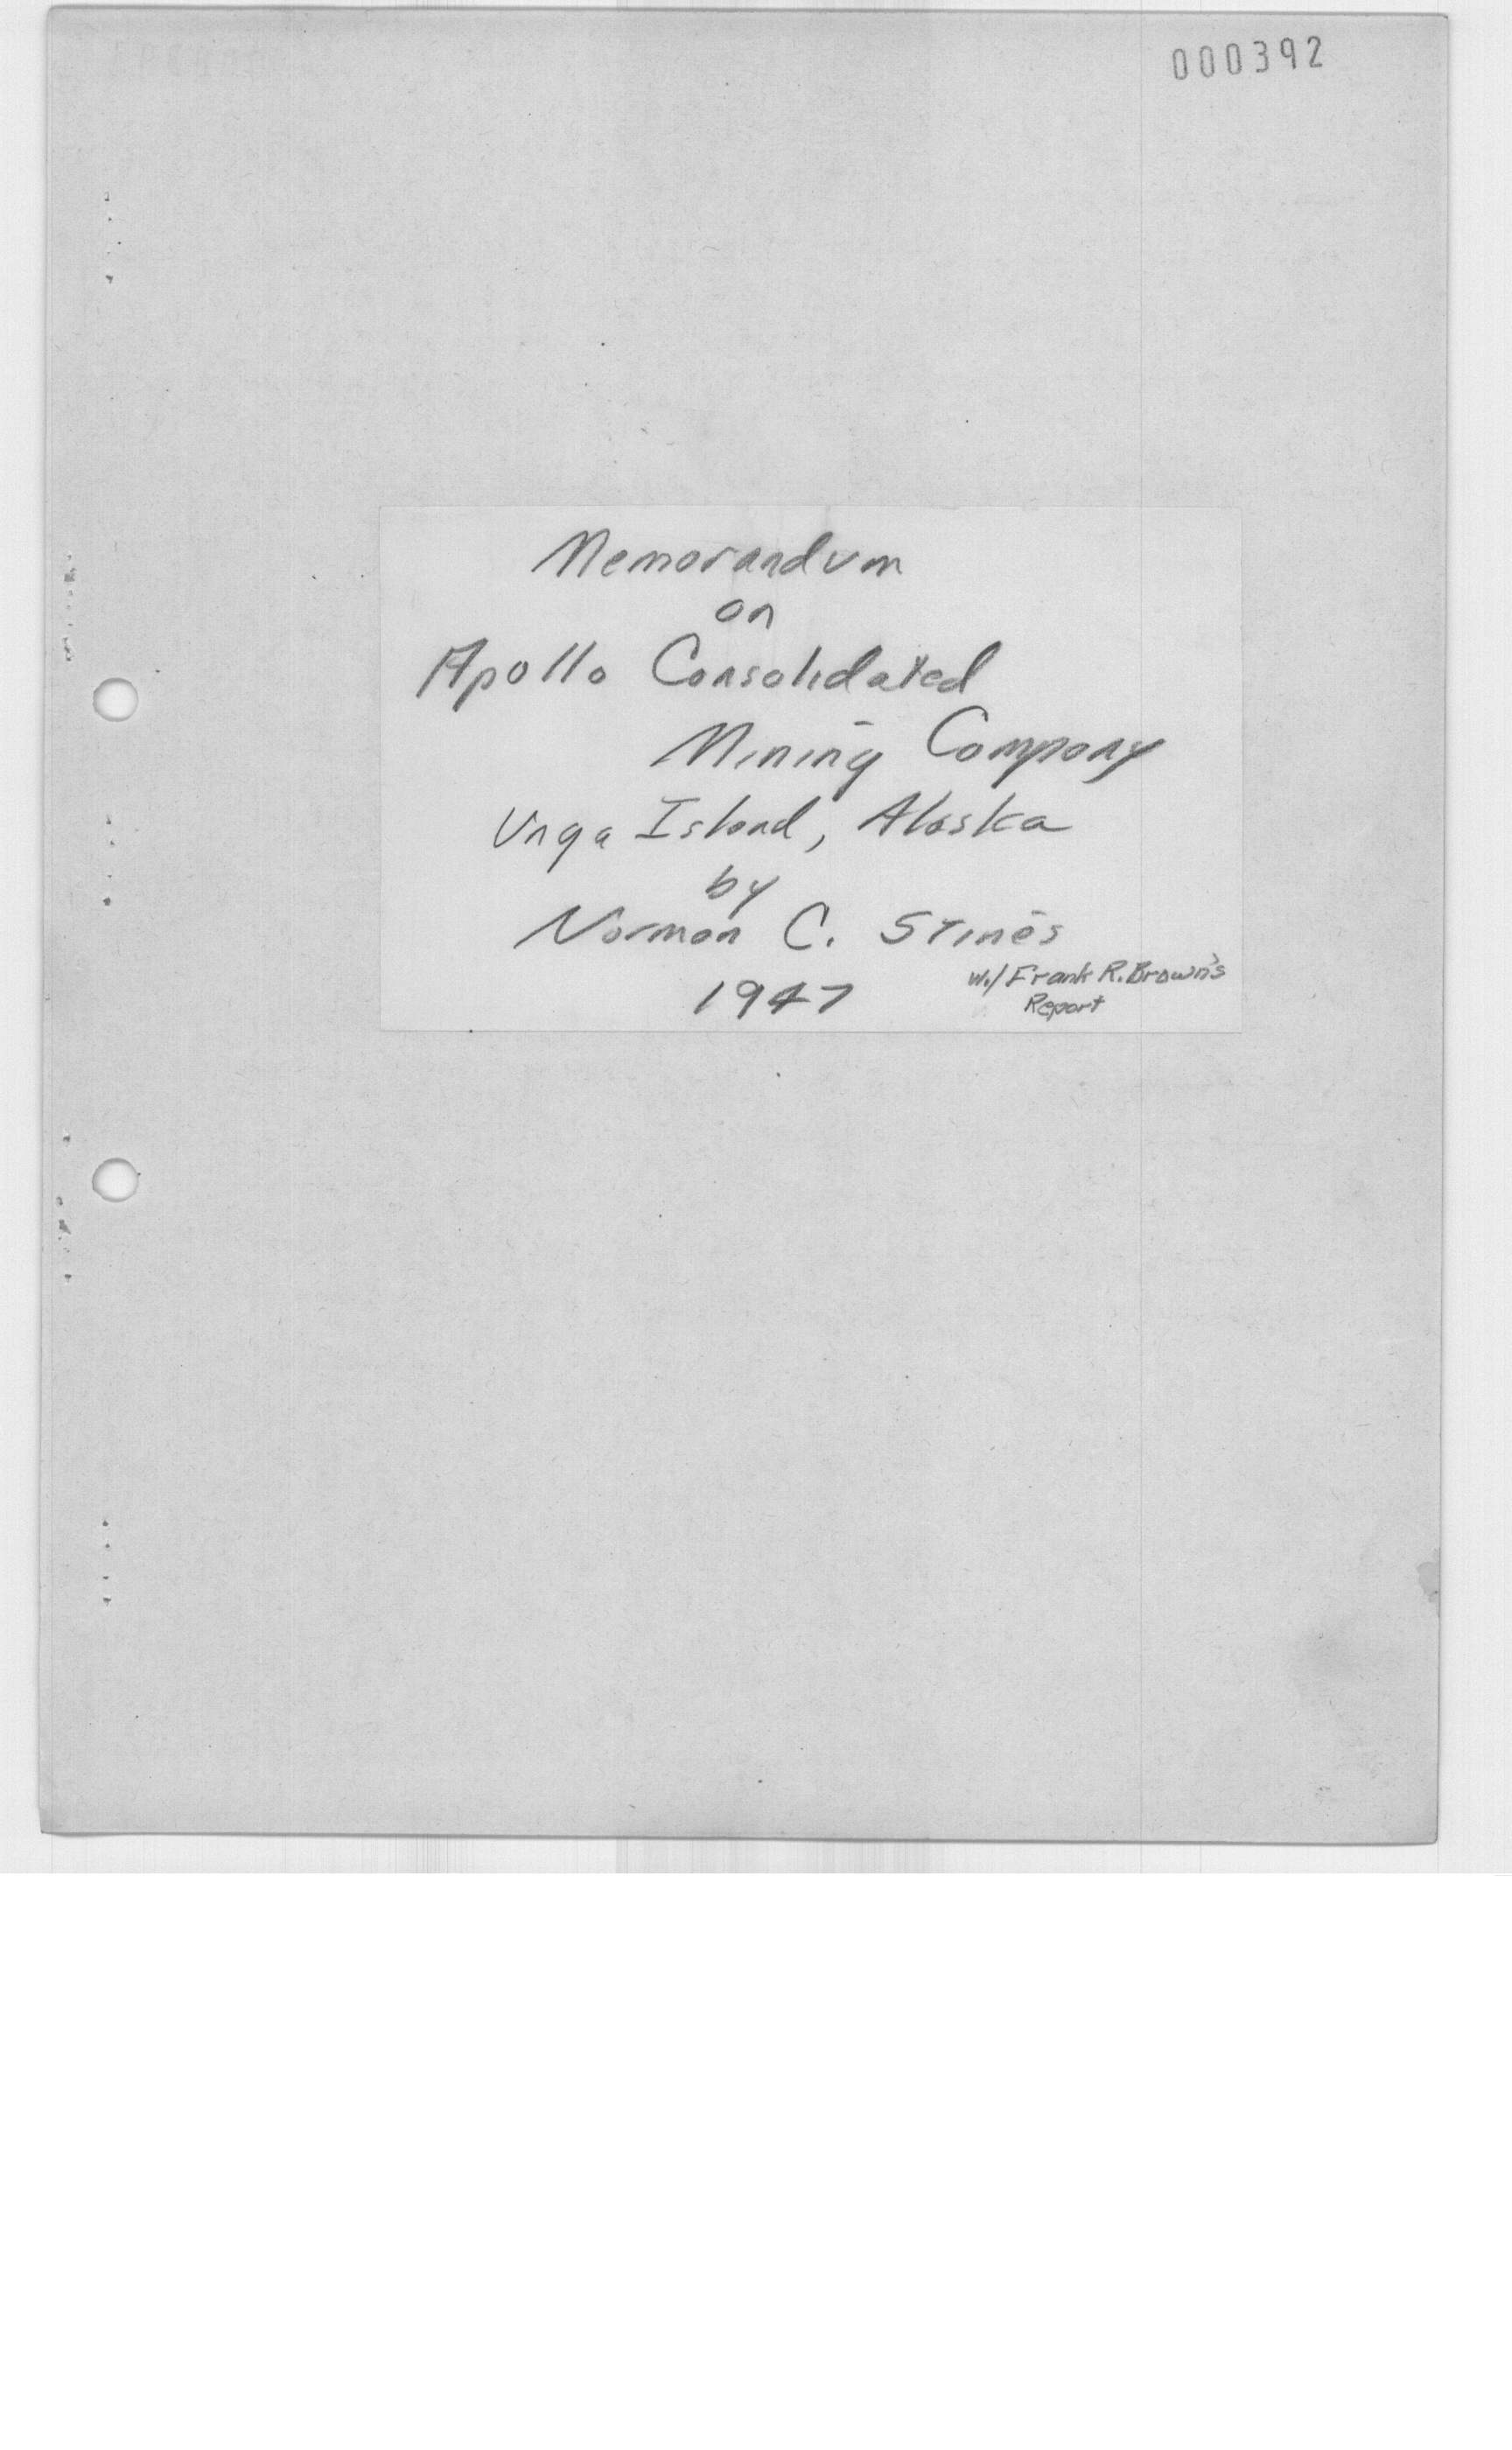 000392
Memorandum
on
Apollo Consolidated
Mining Company
Unga Island, Alaska
by
Norman C. Stines
1947
w./ Frank R. Brown's
Report